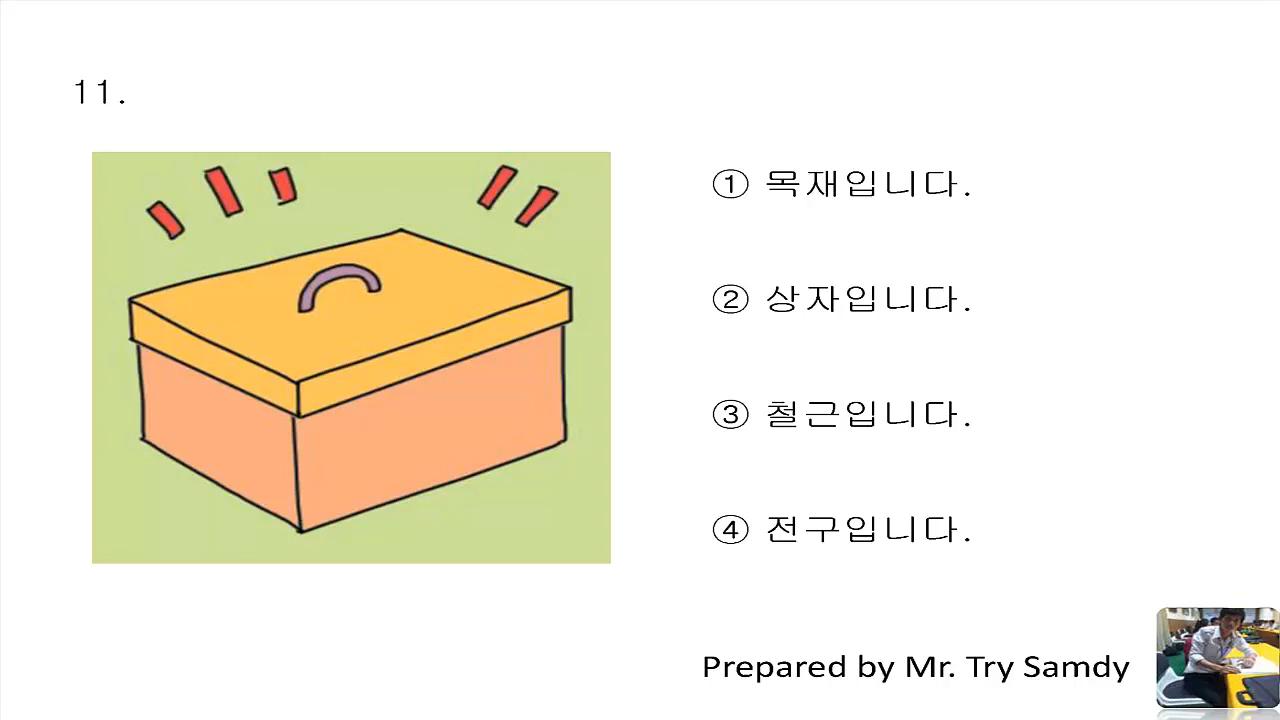 11.
① 목재입니다.
② 상자입니다.
③ 철근입니다.
④ 전구입니다.
Prepared by Mr. Try Samdy